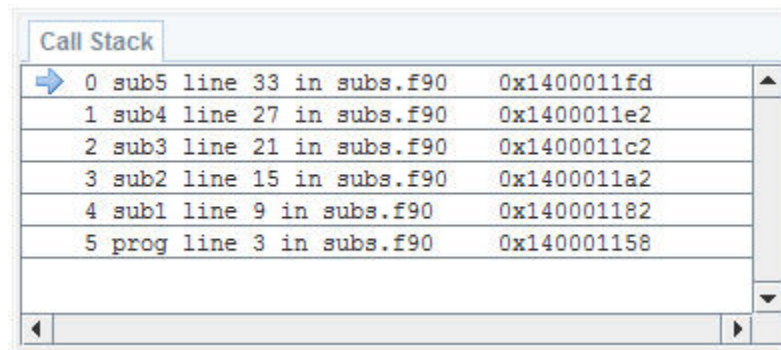 Call Stack
0 sub5 line 33 in subs.f90 0x1400011fd
1 sub4 line 27 in subs.f90 0x1400011e2
2 sub3 line 21 in subs.f90 0x1400011c2
3 sub2 line 15 in subs.f90 0x1400011a2
4 sub1 line 9 in subs.f90 0x140001182
5 prog line 3 in subs.f90 0x140001158